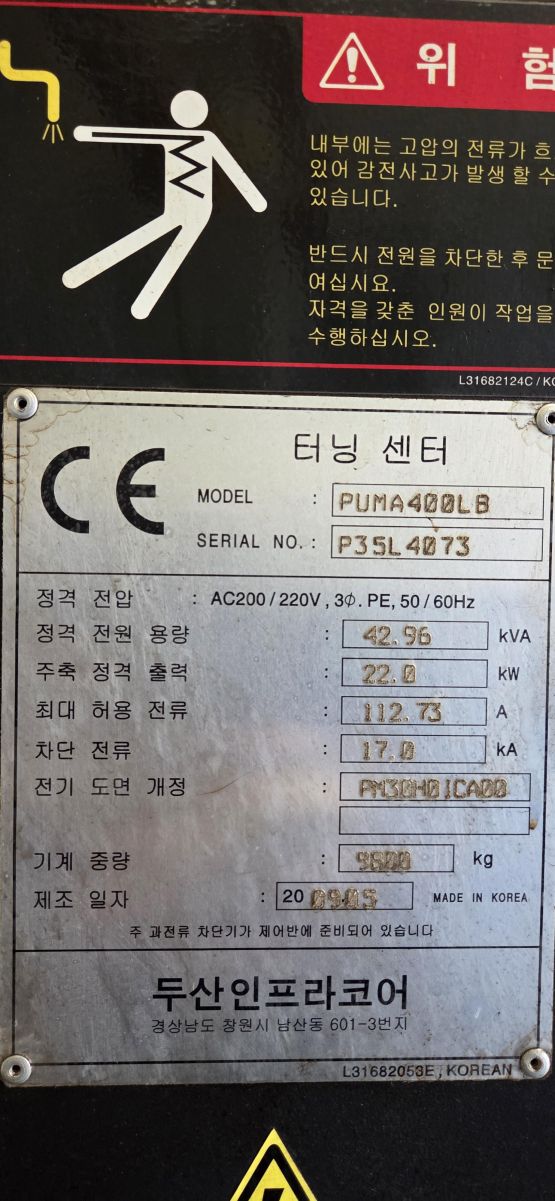 위 험
내부에는 고압의 전류가 흐
있어 감전사고가 발생 할 수
있습니다.
반드시 전원을 차단한 후 문
여십시요.
자격을 갖춘 인원이 작업을
수행하십시오.
L31682124C / KO
CE
터닝 센터
MODEL : PUMA400LB
SERIAL NO. : P35L4073
정격 전압 : AC200 / 220V , 3Φ. PE, 50 / 60Hz
정격 전원 용량 : 42.96 kVA
주축 정격 출력 : 22.0 kW
최대 허용 전류 : 112.73 A
차단 전류 : 17.0 kA
전기 도면 개정 : PM30H01CA00
기계 중량 : 9600 kg
제조 일자 : 20 0905 MADE IN KOREA
주 과전류 차단기가 제어반에 준비되어 있습니다
두산인프라코어
경상남도 창원시 남산동 601-3번지
L31682053E , KOREAN